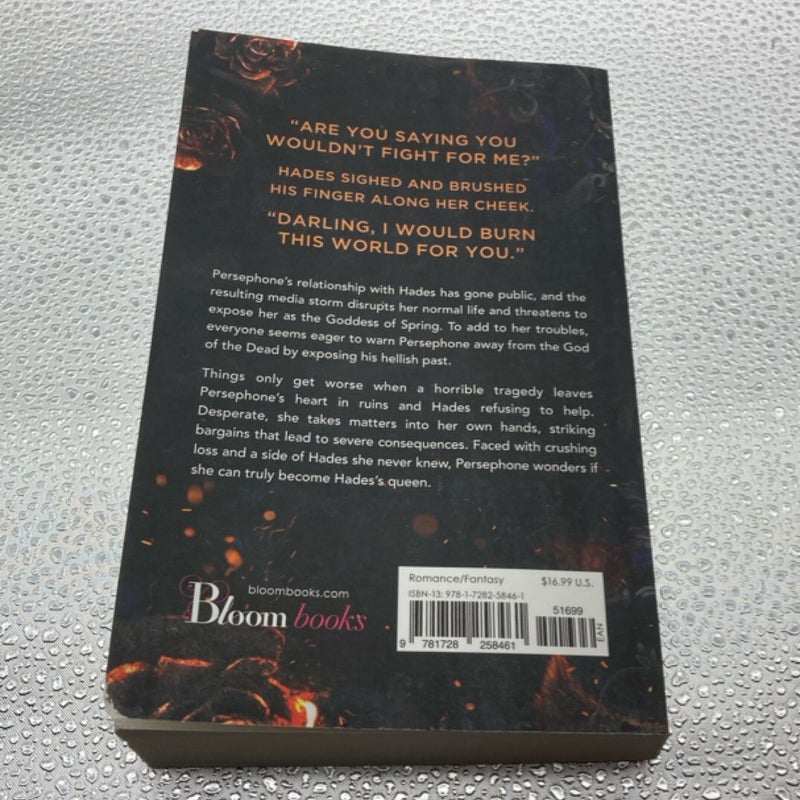 “ARE YOU SAYING YOU
WOULDN’T FIGHT FOR ME?”
HADES SIGHED AND BRUSHED
HIS FINGER ALONG HER CHEEK.
“DARLING, I WOULD BURN
THIS WORLD FOR YOU.”
Persephone’s relationship with Hades has gone public, and the
resulting media storm disrupts her normal life and threatens to
expose her as the Goddess of Spring. To add to her troubles,
everyone seems eager to warn Persephone away from the God
of the Dead by exposing his hellish past.
Things only get worse when a horrible tragedy leaves
Persephone’s heart in ruins and Hades refusing to help.
Desperate, she takes matters into her own hands, striking
bargains that lead to severe consequences. Faced with crushing
loss and a side of Hades she never knew, Persephone wonders if
she can truly become Hades’s queen.
bloombooks.com
Bloom books
Romance/Fantasy $16.99 U.S.
ISBN-13: 978-1-7282-5846-1
51699
EAN
9 781728 258461